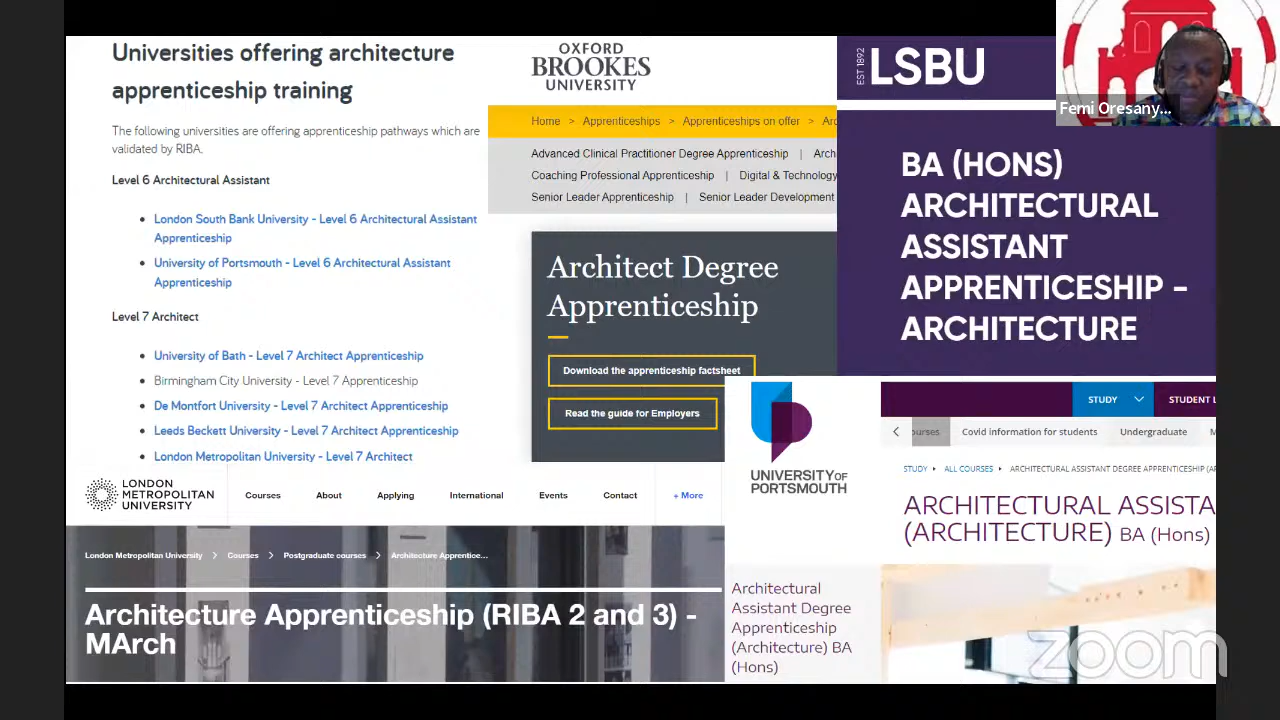 Universities offering architecture
apprenticeship training
The following universities are offering apprenticeship pathways which are
validated by RIBA.
Level 6 Architectural Assistant
London South Bank University - Level 6 Architectural Assistant
Apprenticeship
University of Portsmouth - Level 6 Architectural Assistant
Apprenticeship
Level 7 Architect
University of Bath - Level 7 Architect Apprenticeship
Birmingham City University - Level 7 Apprenticeship
De Montfort University - Level 7 Architect Apprenticeship
Leeds Beckett University - Level 7 Architect Apprenticeship
London Metropolitan University - Level 7 Architect
OXFORD
BROOKES
UNIVERSITY
Home > Apprenticeships > Apprenticeships on offer > Arc
Advanced Clinical Practitioner Degree Apprenticeship | Arch
Coaching Professional Apprenticeship | Digital & Technology
Senior Leader Apprenticeship | Senior Leader Development
Architect Degree
Apprenticeship
Download the apprenticeship factsheet
Read the guide for Employers
EST 1892
LSBU
BA (HONS)
ARCHITECTURAL
ASSISTANT
APPRENTICESHIP -
ARCHITECTURE
Femi Oresany...
LONDON
METROPOLITAN
UNIVERSITY
Courses About Applying International Events Contact + More
London Metropolitan University > Courses > Postgraduate courses > Architecture Apprentice...
Architecture Apprenticeship (RIBA 2 and 3) -
MArch
UNIVERSITY OF
PORTSMOUTH
Architectural
Assistant Degree
Apprenticeship
(Architecture) BA
(Hons)
STUDY STUDENT L
ourses Covid information for students Undergraduate M
STUDY ALL COURSES ARCHITECTURAL ASSISTANT DEGREE APPRENTICESHIP (AR
ARCHITECTURAL ASSISTA
(ARCHITECTURE) BA (Hons)
zoom